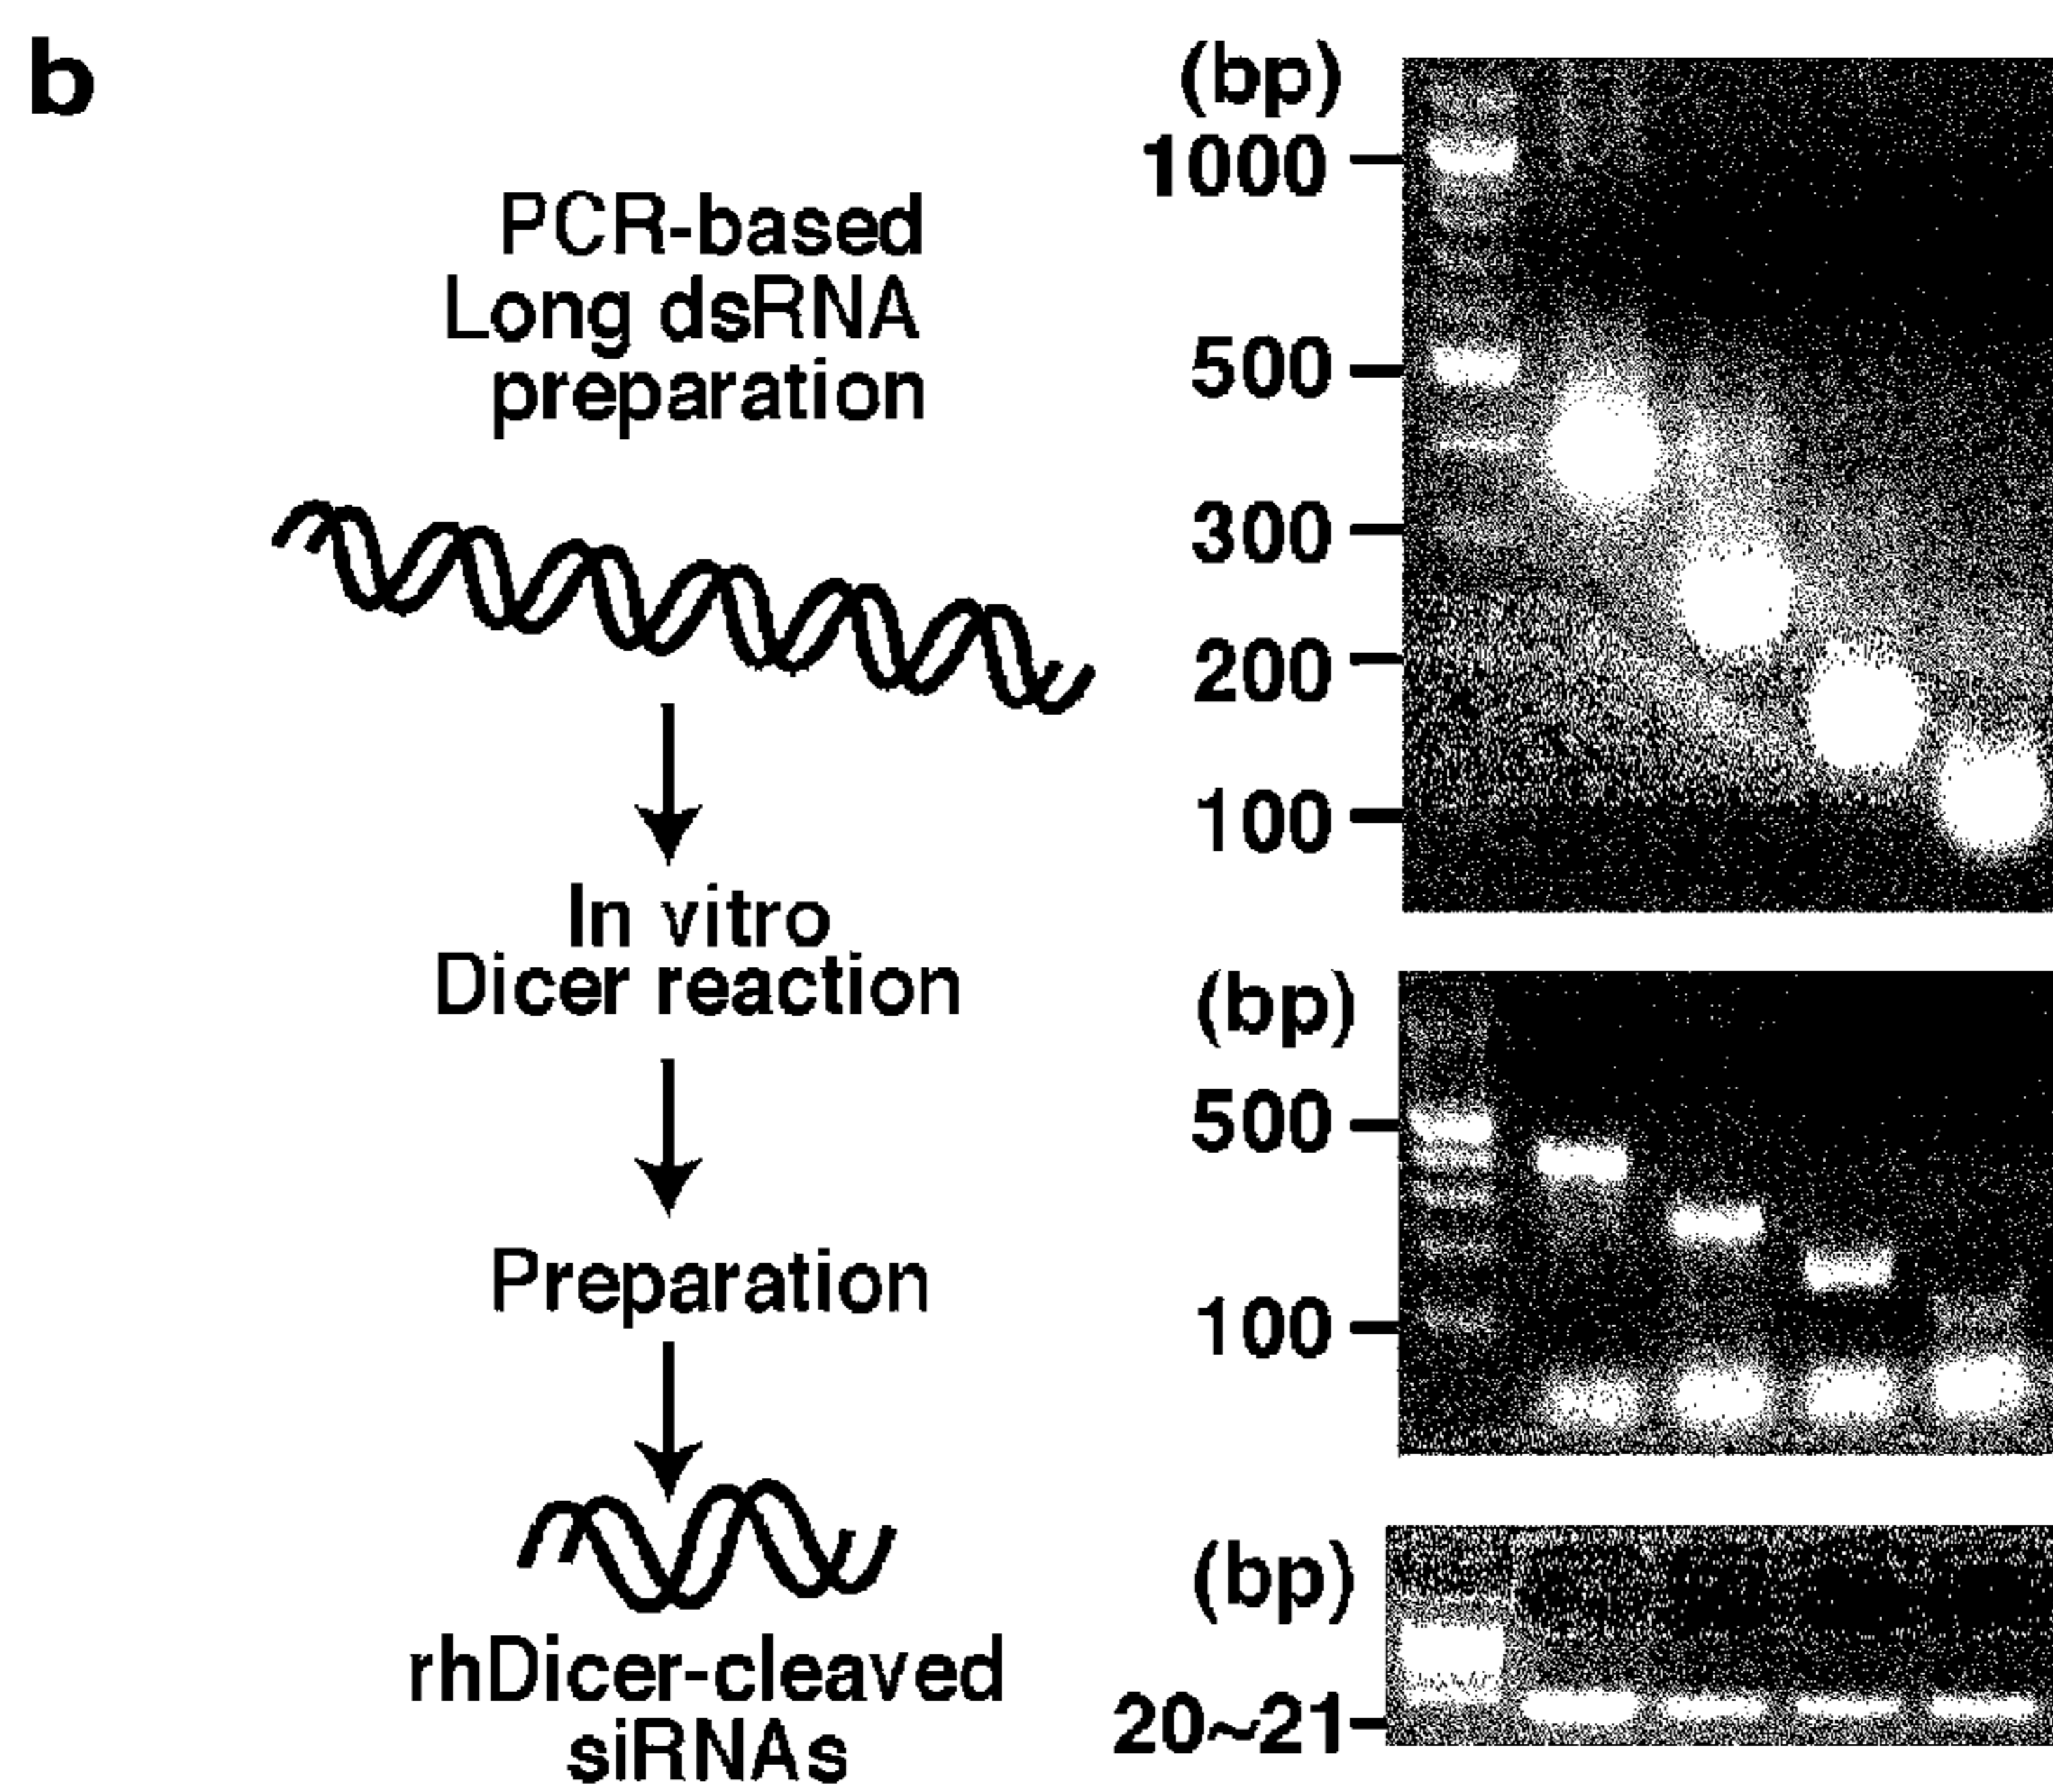 b
PCR-based
Long dsRNA
preparation
In vitro
Dicer reaction
Preparation
rhDicer-cleaved
siRNAs
(bp)
1000
500
300
200
100
(bp)
500
100
(bp)
20~21